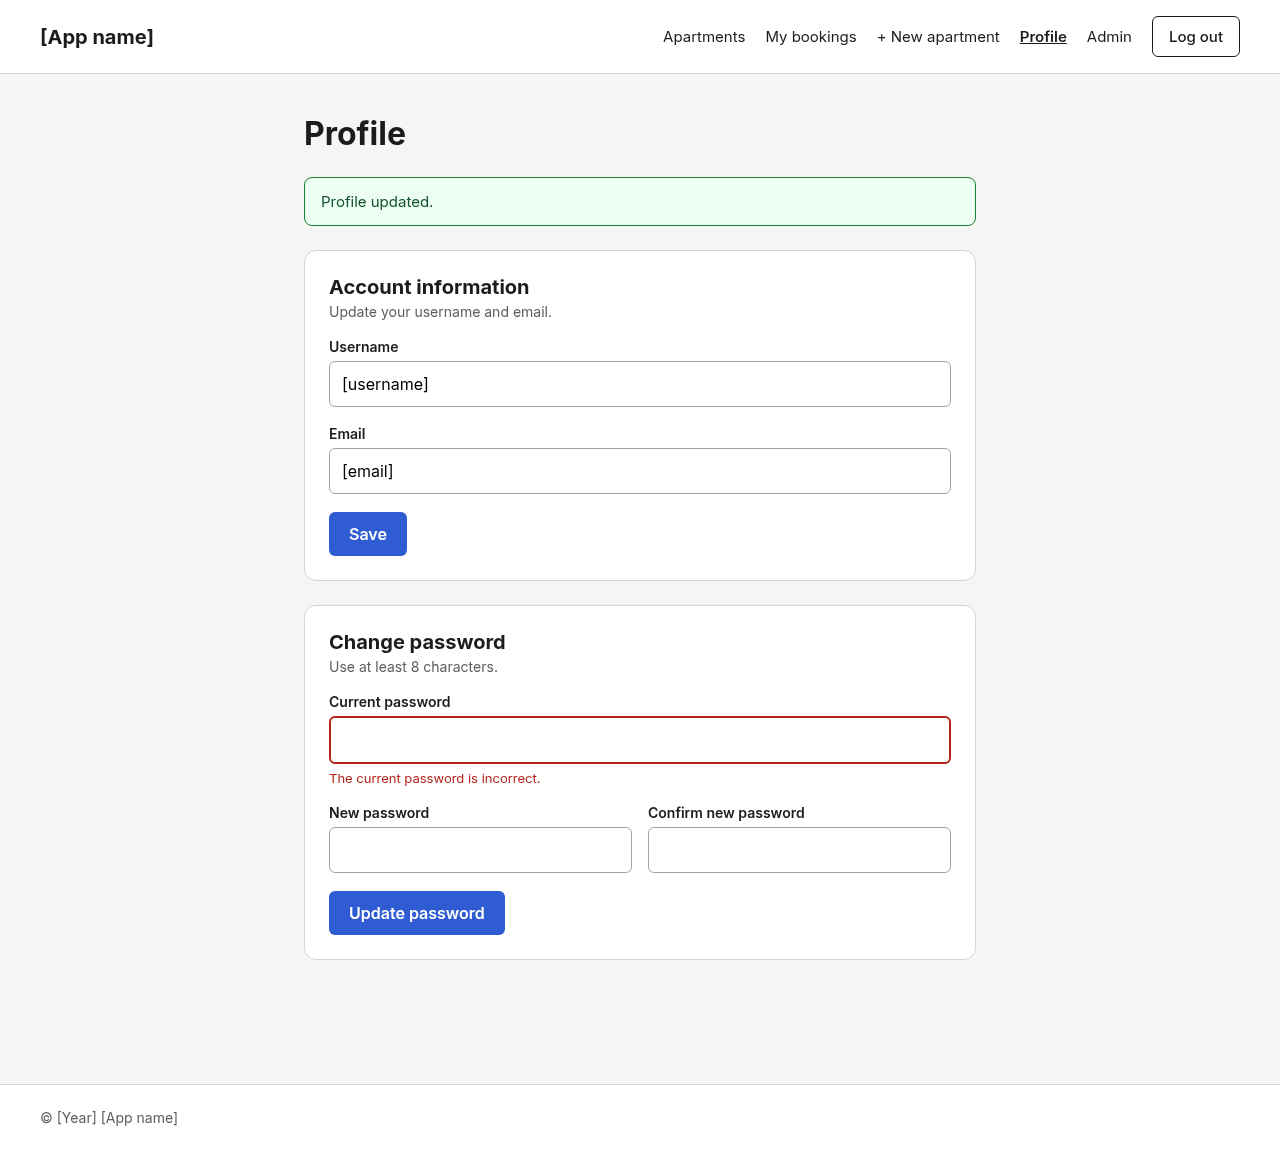 [App name]
Apartments My bookings + New apartment Profile Admin Log out
Profile
Profile updated.
Account information
Update your username and email.
Username
[username]
Email
[email]
Save
Change password
Use at least 8 characters.
Current password
The current password is incorrect.
New password Confirm new password
Update password
© [Year] [App name]